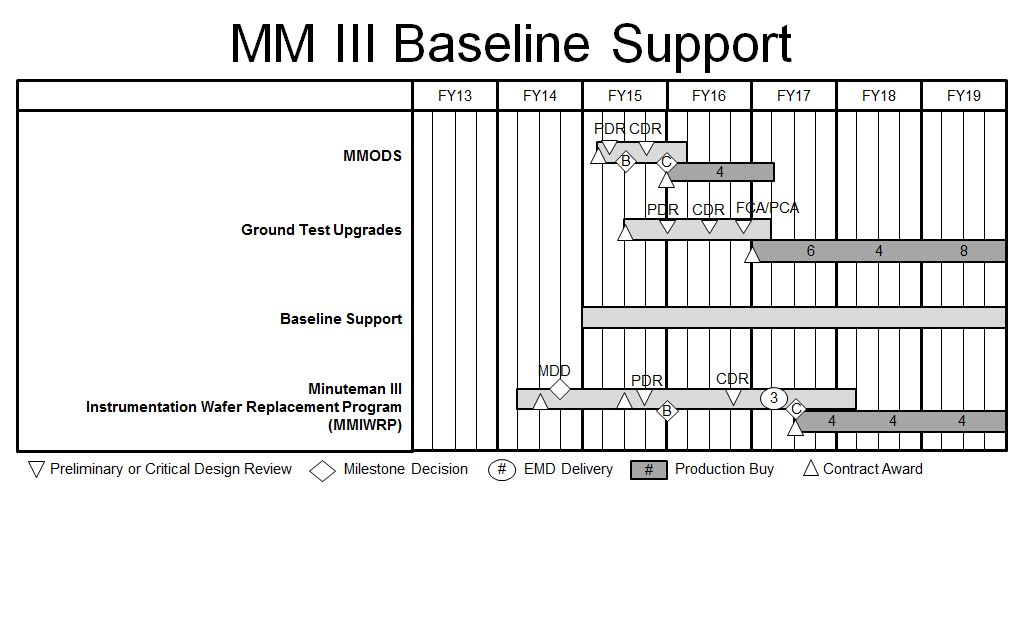 MM III Baseline Support
FY13 FY14 FY15 FY16 FY17 FY18 FY19
PDR CDR
MMODS
B C
4
PDR CDR FCA/PCA
Ground Test Upgrades
6 4 8
Baseline Support
MDD
PDR CDR
Minuteman III
3
Instrumentation Wafer Replacement Program
B C
(MMIWRP)
4 4 4
Preliminary or Critical Design Review Milestone Decision # EMD Delivery # Production Buy Contract Award